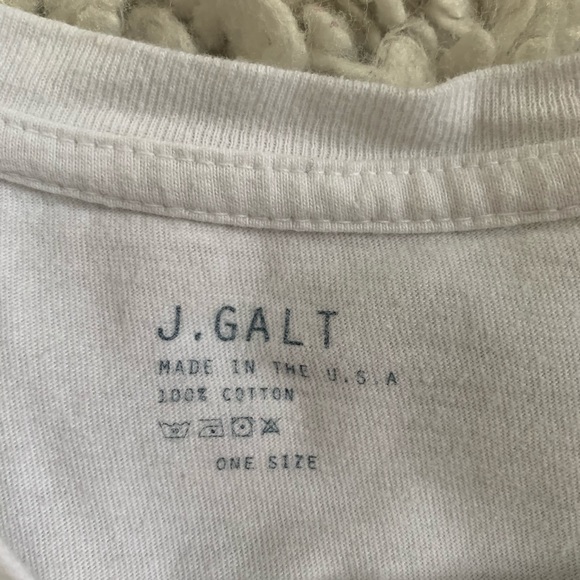 J.GALT
MADE IN THE U.S.A
100% COTTON
ONE SIZE